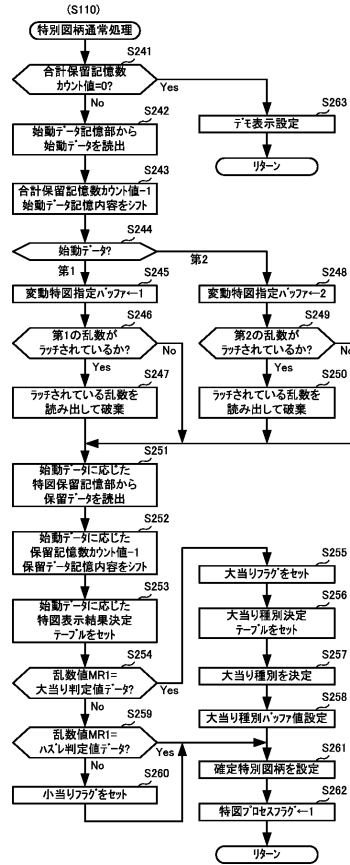 (S110)
特別図柄通常処理
S241
合計保留記憶数
カウント値=0?
Yes
No
S242
始動データ記憶部から
始動データを読出
S263
デモ表示設定
リターン
S243
合計保留記憶数カウント値-1
始動データ記憶内容をシフト
S244
始動データ?
第1
第2
S245
変動特図指定バッファ←1
S248
変動特図指定バッファ←2
S246
第1の乱数が
ラッチされているか?
No
Yes
S249
第2の乱数が
ラッチされているか?
No
Yes
S247
ラッチされている乱数を
読み出して破棄
S250
ラッチされている乱数を
読み出して破棄
S251
始動データに応じた
特図保留記憶部から
保留データを読出
S252
始動データに応じた
保留記憶数カウント値-1
保留データ記憶内容をシフト
S253
始動データに応じた
特図表示結果決定
テーブルをセット
S254
乱数値MR1=
大当り判定値データ?
Yes
No
S255
大当りフラグをセット
S256
大当り種別決定
テーブルをセット
S257
大当り種別を決定
S258
大当り種別バッファ値設定
S259
乱数値MR1=
ハズレ判定値データ?
Yes
No
S260
小当りフラグをセット
S261
確定特別図柄を設定
S262
特図プロセスフラグ←1
リターン